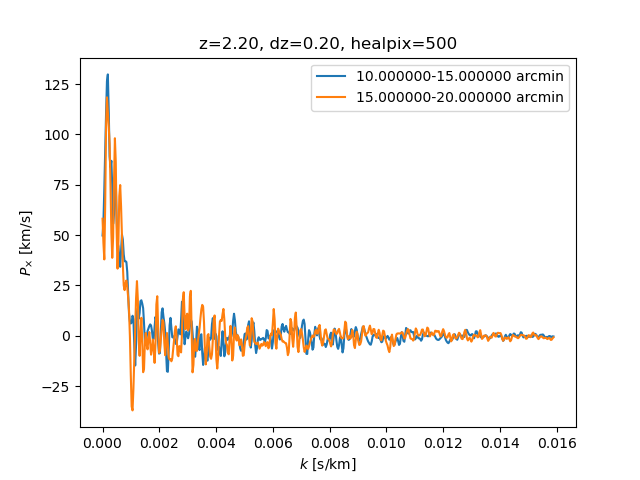 z=2.20, dz=0.20, healpix=500
10.000000-15.000000 arcmin
15.000000-20.000000 arcmin
P× [km/s]
125
100
75
50
25
0
−25
0.000 0.002 0.004 0.006 0.008 0.010 0.012 0.014 0.016
k [s/km]